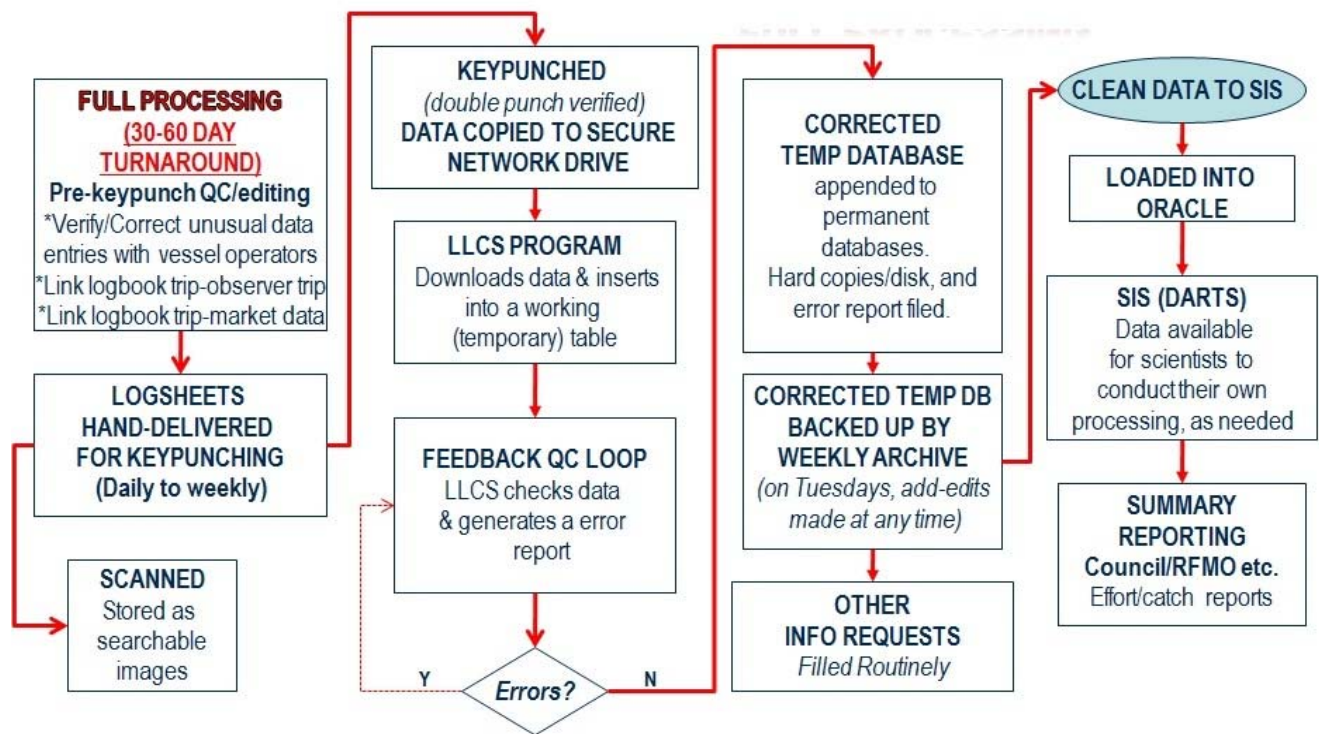 FULL PROCESSING
(30-60 DAY
TURNAROUND)
Pre-keypunch QC/editing
*Verify/Correct unusual data
entries with vessel operators
*Link logbook trip-observer trip
*Link logbook trip-market data
LOGSHEETS
HAND-DELIVERED
FOR KEYPUNCHING
(Daily to weekly)
SCANNED
Stored as
searchable
images
KEYPUNCHED
(double punch verified)
DATA COPIED TO SECURE
NETWORK DRIVE
LLCS PROGRAM
Downloads data & inserts
into a working
(temporary) table
FEEDBACK QC LOOP
LLCS checks data
& generates a error
report
Y
Errors?
N
CORRECTED
TEMP DATABASE
appended to
permanent
databases.
Hard copies/disk, and
error report filed.
CORRECTED TEMP DB
BACKED UP BY
WEEKLY ARCHIVE
(on Tuesdays, add-edits
made at any time)
OTHER
INFO REQUESTS
Filled Routinely
CLEAN DATA TO SIS
LOADED INTO
ORACLE
SIS (DARTS)
Data available
for scientists to
conduct their own
processing, as needed
SUMMARY
REPORTING
Council/RFMO etc.
Effort/catch reports